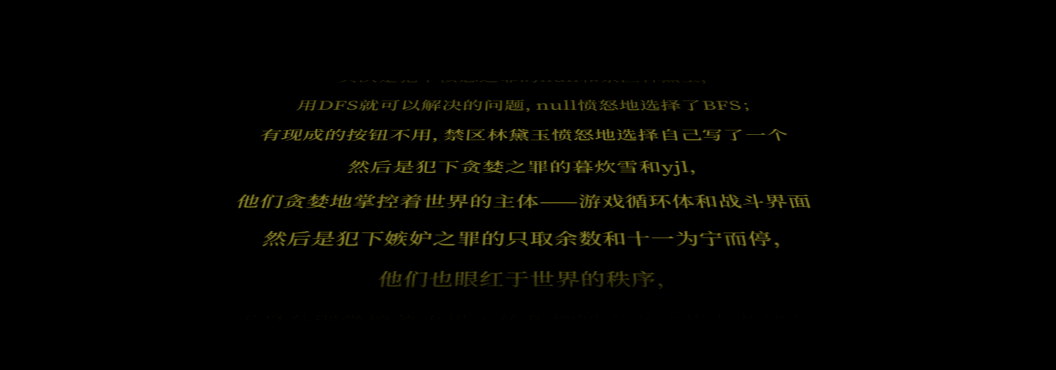 用DFS就可以解决的问题, null愤怒地选择了BFS;
有现成的按钮不用, 禁区林黛玉愤怒地选择自己写了一个
然后是犯下贪婪之罪的暮炊雪和yjl,
他们贪婪地掌控着世界的主体——游戏循环体和战斗界面
然后是犯下嫉妒之罪的只取余数和十一为宁而停,
他们也眼红于世界的秩序,